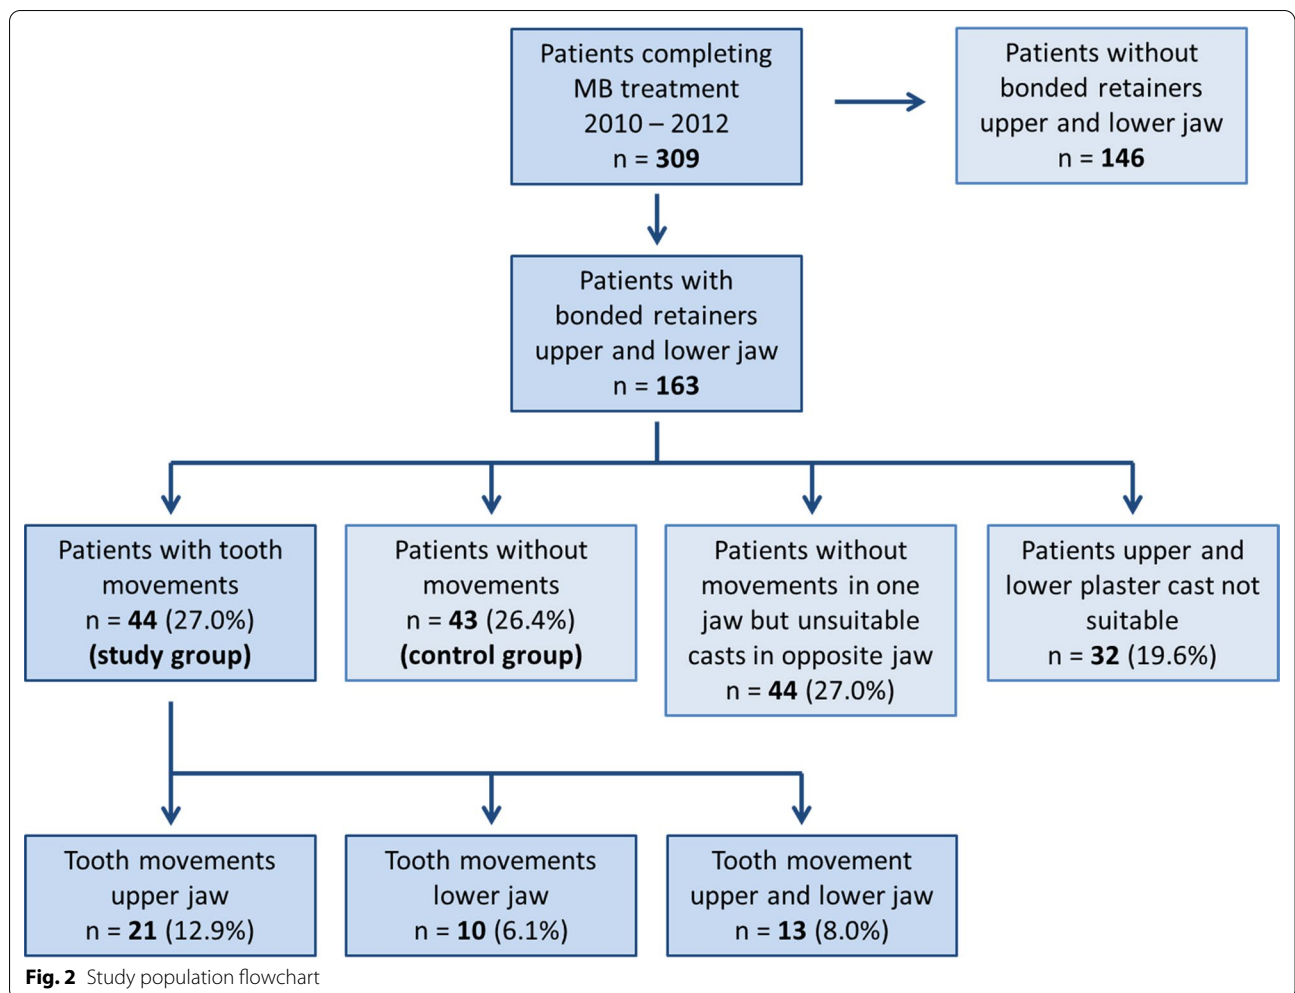 Patients completing
MB treatment
2010 – 2012
n = 309
Patients without
bonded retainers
upper and lower jaw
n = 146
Patients with
bonded retainers
upper and lower jaw
n = 163
Patients with tooth
movements
n = 44 (27.0%)
(study group)
Patients without
movements
n = 43 (26.4%)
(control group)
Patients without
movements in one
jaw but unsuitable
casts in opposite jaw
n = 44 (27.0%)
Patients upper and
lower plaster cast not
suitable
n = 32 (19.6%)
Tooth movements
upper jaw
n = 21 (12.9%)
Tooth movements
lower jaw
n = 10 (6.1%)
Tooth movement
upper and lower jaw
n = 13 (8.0%)
Fig. 2 Study population flowchart